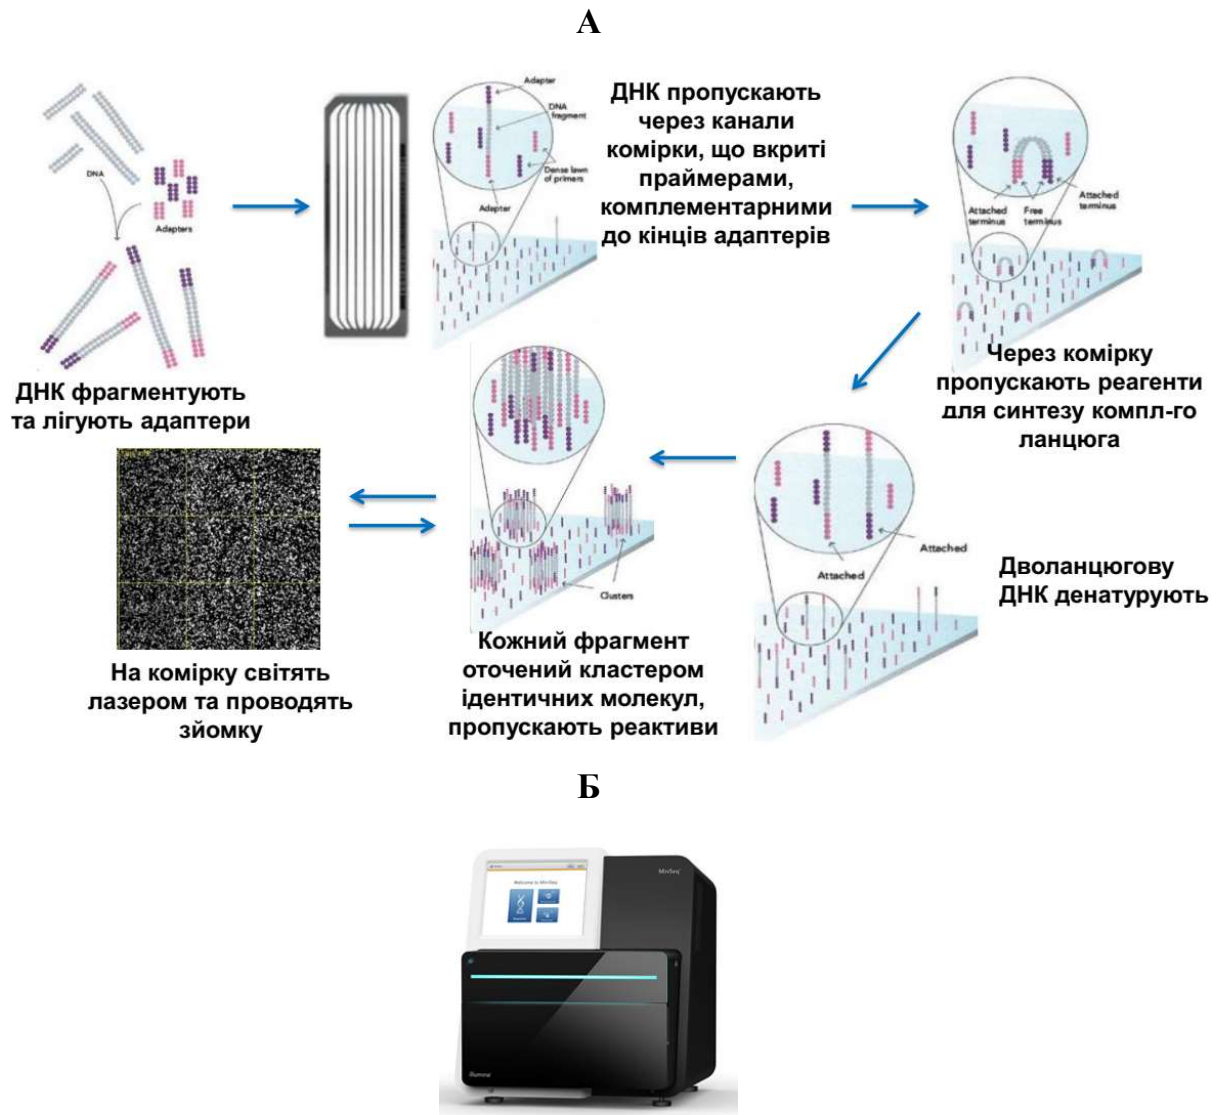 А
DNA
Adapters
ДНК фрагментують
та лігують адаптери
Adapter
DNA
fragment
Dense lawn
of primers
Adapter
ДНК пропускають
через канали
комірки, що вкриті
праймерами,
комплементарними
до кінців адаптерів
Attached
terminus
Free
terminus
Attached
terminus
Через комірку
пропускають реагенти
для синтезу компл-го
ланцюга
Attached
Attached
Дволанцюгову
ДНК денатурують
Clusters
Кожний фрагмент
оточений кластером
ідентичних молекул,
пропускають реактиви
На комірку світять
лазером та проводять
зйомку
Б
Welcome to MiniSeq
MiniSeq
illumina